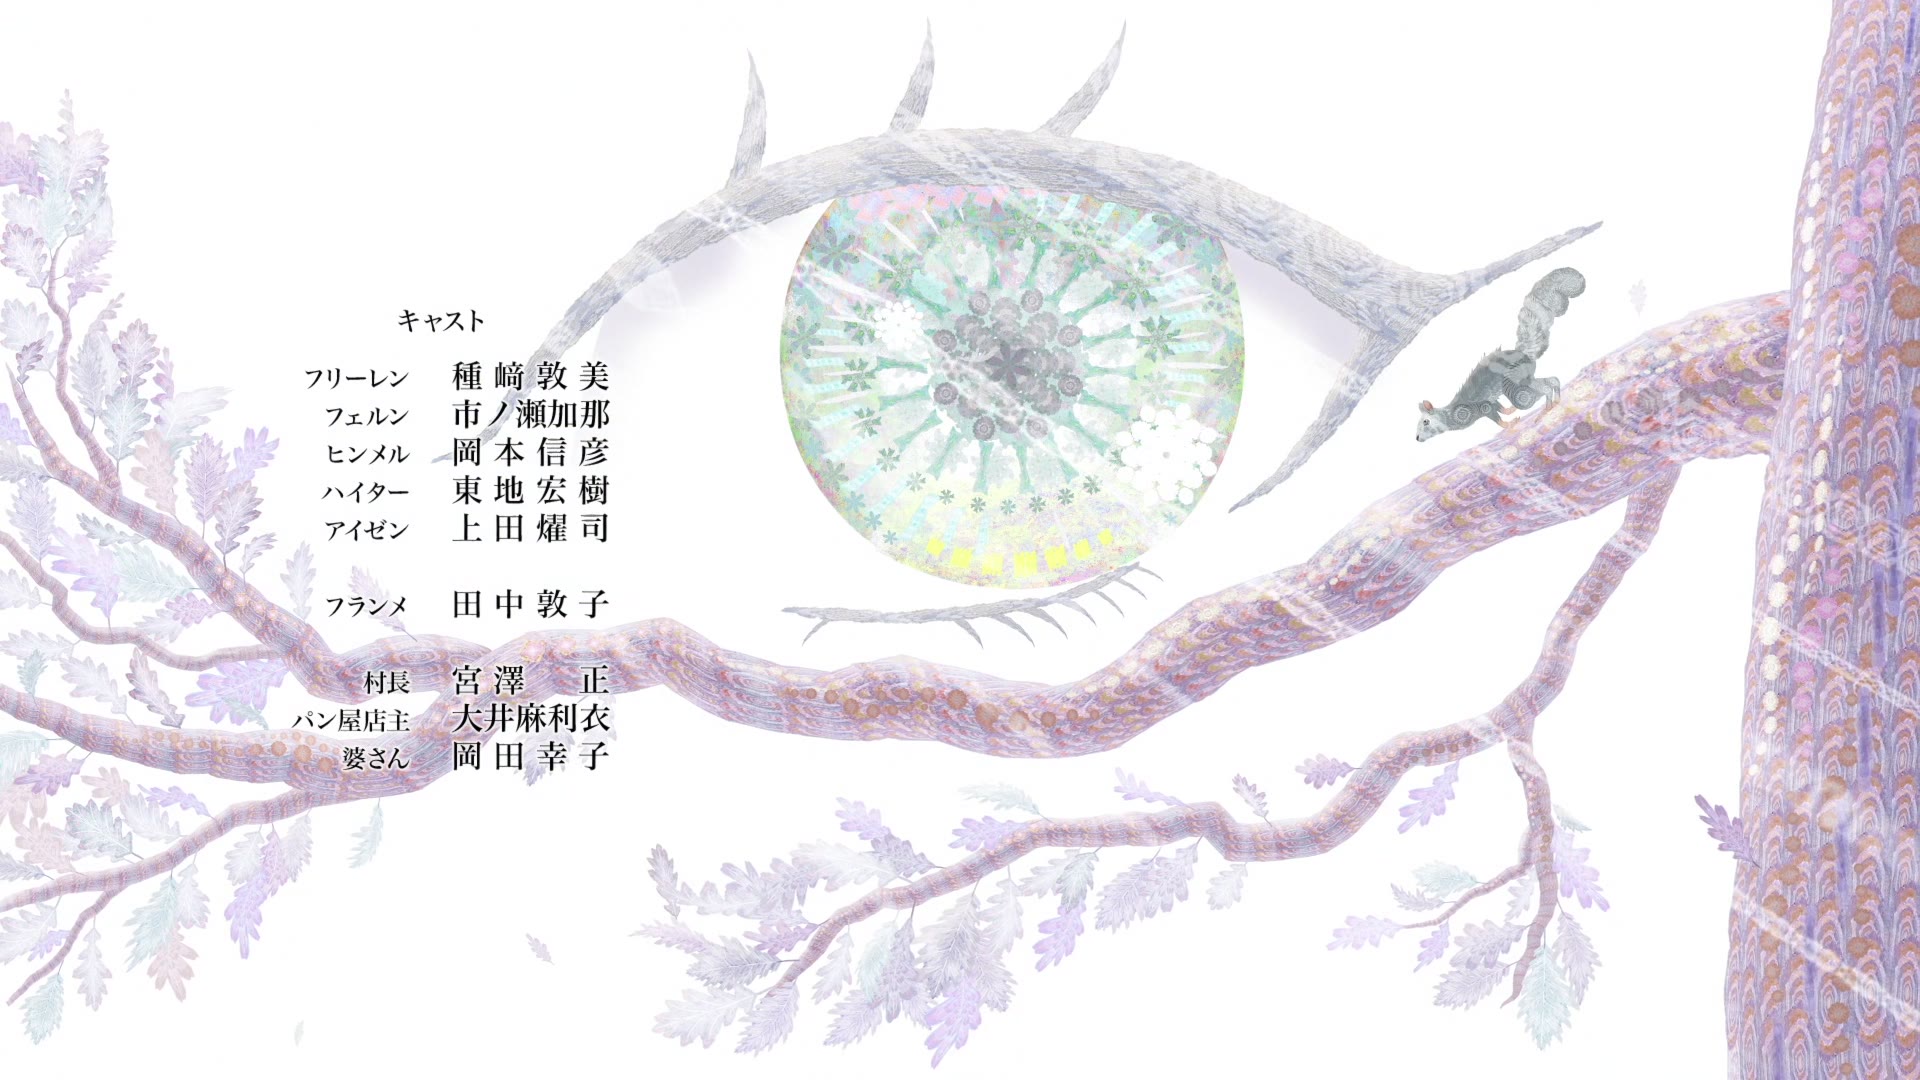 キャスト
フリーレン 種﨑敦美
フェルン 市ノ瀬加那
ヒンメル 岡本信彦
ハイター 東地宏樹
アイゼン 上田燿司
フランメ 田中敦子
村長 宮澤 正
パン屋店主 大井麻利衣
婆さん 岡田幸子